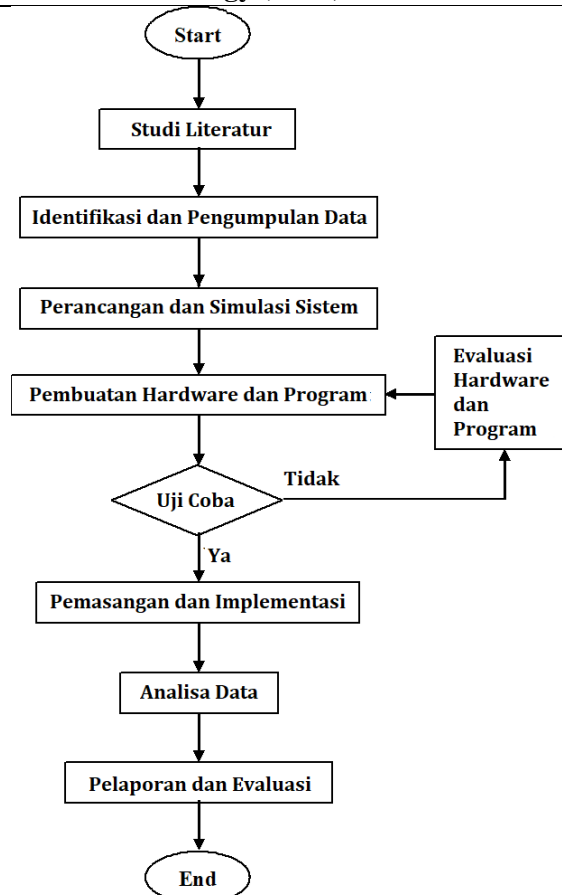 Start
Studi Literatur
Identifikasi dan Pengumpulan Data
Perancangan dan Simulasi Sistem
Pembuatan Hardware dan Program
Evaluasi
Hardware
dan
Program
Uji Coba
Tidak
Ya
Pemasangan dan Implementasi
Analisa Data
Pelaporan dan Evaluasi
End